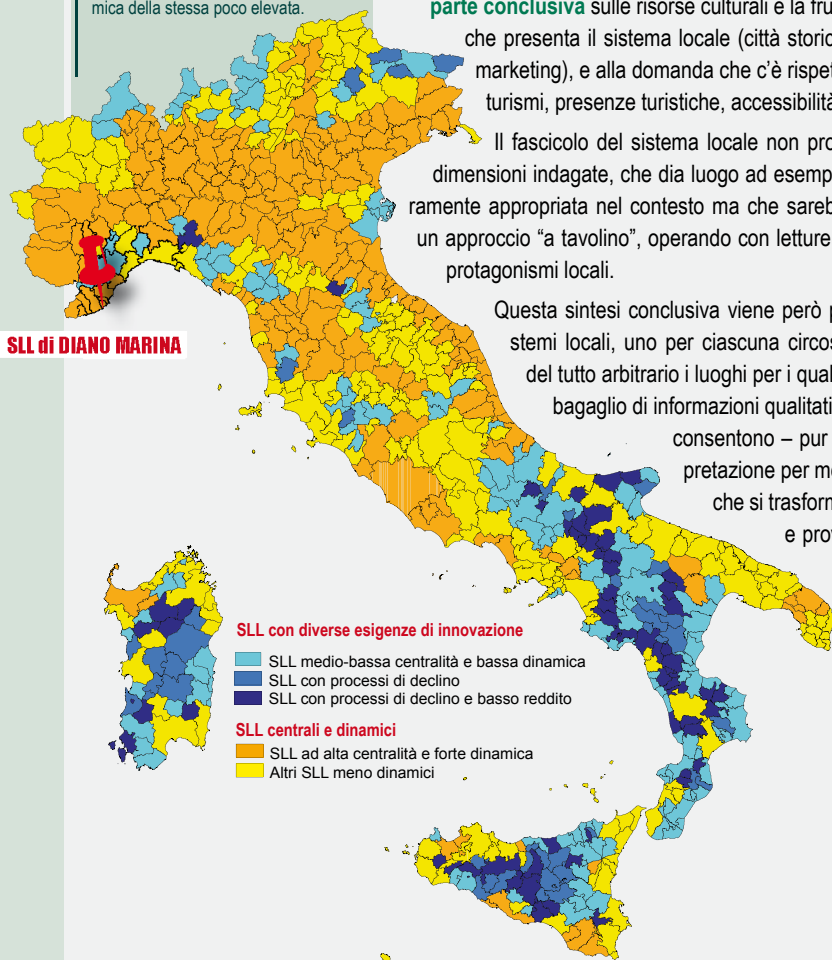 mica della stessa poco elevata.
parte conclusiva sulle risorse culturali e la fru
che presenta il sistema locale (città storic
marketing), e alla domanda che c'è rispet
turismi, presenze turistiche, accessibilità
Il fascicolo del sistema locale non pro
dimensioni indagate, che dia luogo ad esemp
ramente appropriata nel contesto ma che sareb
un approccio “a tavolino”, operando con letture
protagonismi locali.
Questa sintesi conclusiva viene però p
stemi locali, uno per ciascuna circos
del tutto arbitrario i luoghi per i qual
bagaglio di informazioni qualitati
consentono – pur
pretazione per me
che si trasforn
e prov
SLL di DIANO MARINA
SLL con diverse esigenze di innovazione
SLL medio-bassa centralità e bassa dinamica
SLL con processi di declino
SLL con processi di declino e basso reddito
SLL centrali e dinamici
SLL ad alta centralità e forte dinamica
Altri SLL meno dinamici